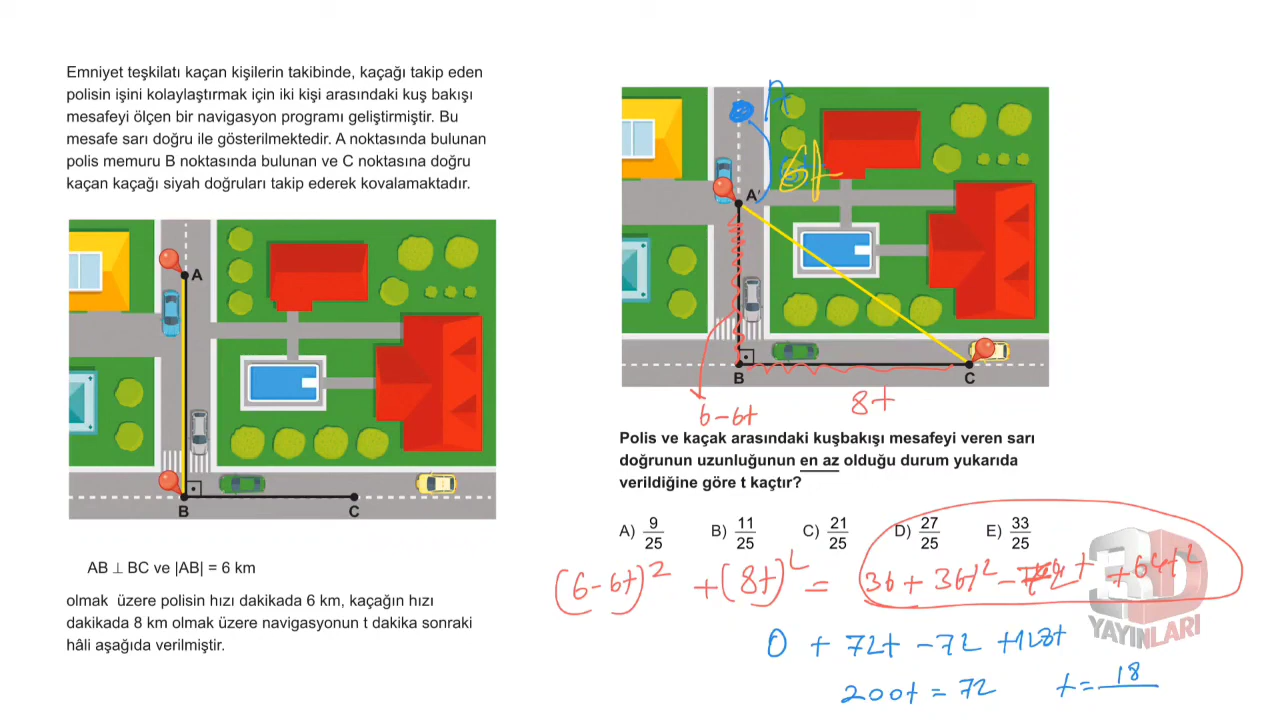 Emniyet teşkilatı kaçan kişilerin takibinde, kaçağı takip eden
polisin işini kolaylaştırmak için iki kişi arasındaki kuş bakışı
mesafeyi ölçen bir navigasyon programı geliştirmiştir. Bu
mesafe sarı doğru ile gösterilmektedir. A noktasında bulunan
polis memuru B noktasında bulunan ve C noktasına doğru
kaçan kaçağı siyah doğruları takip ederek kovalamaktadır.
A
B
C
AB ⊥ BC ve |AB| = 6 km
olmak üzere polisin hızı dakikada 6 km, kaçağın hızı
dakikada 8 km olmak üzere navigasyonun t dakika sonraki
hâli aşağıda verilmiştir.
A
6t
A'
B
C
6-6t
8t
Polis ve kaçak arasındaki kuşbakışı mesafeyi veren sarı
doğrunun uzunluğunun en az olduğu durum yukarıda
verildiğine göre t kaçtır?
A) 9/25 B) 11/25 C) 21/25 D) 27/25 E) 33/25
(6-6t)² + (8t)² = 36 + 36t² - 72t + 64t²
3D
YAYINLARI
0 + 72t - 72 + 128t
200t = 72 t = 18